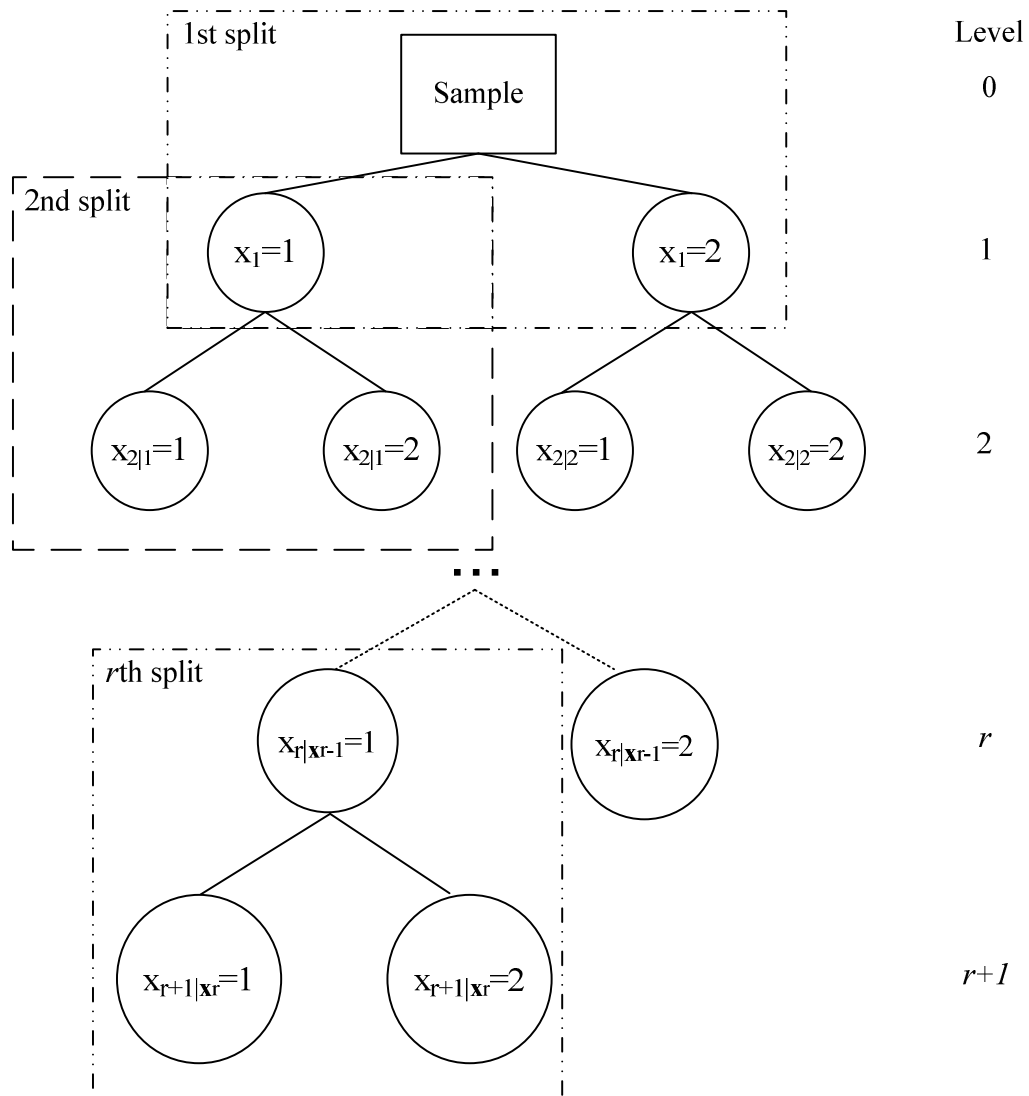 1st split
Level
Sample
0
2nd split
x1=1
x1=2
1
x2|1=1
x2|1=2
x2|2=1
x2|2=2
2
...
rth split
xr|xr-1=1
xr|xr-1=2
r
xr+1|xr=1
xr+1|xr=2
r+1